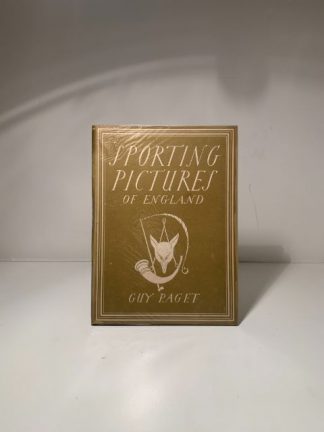 SPORTING
PICTURES
OF ENGLAND
GUY PAGET